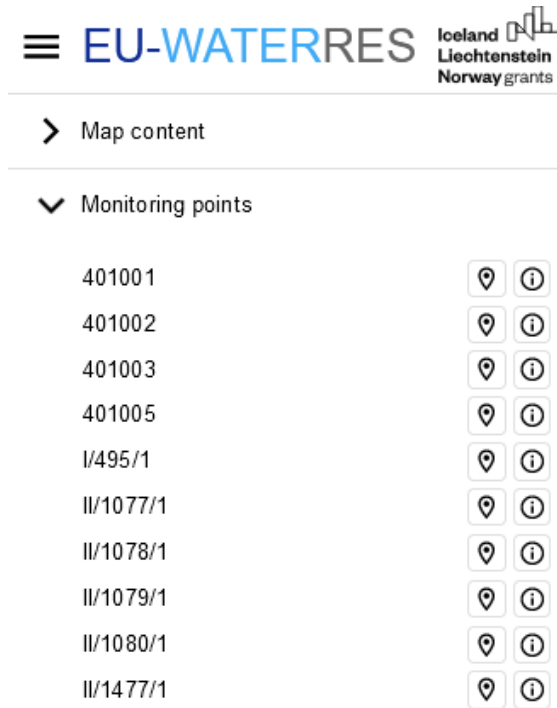 EU-WATERRES
Iceland
Liechtenstein
Norway grants
Map content
Monitoring points
401001
401002
401003
401005
I/495/1
II/1077/1
II/1078/1
II/1079/1
II/1080/1
II/1477/1